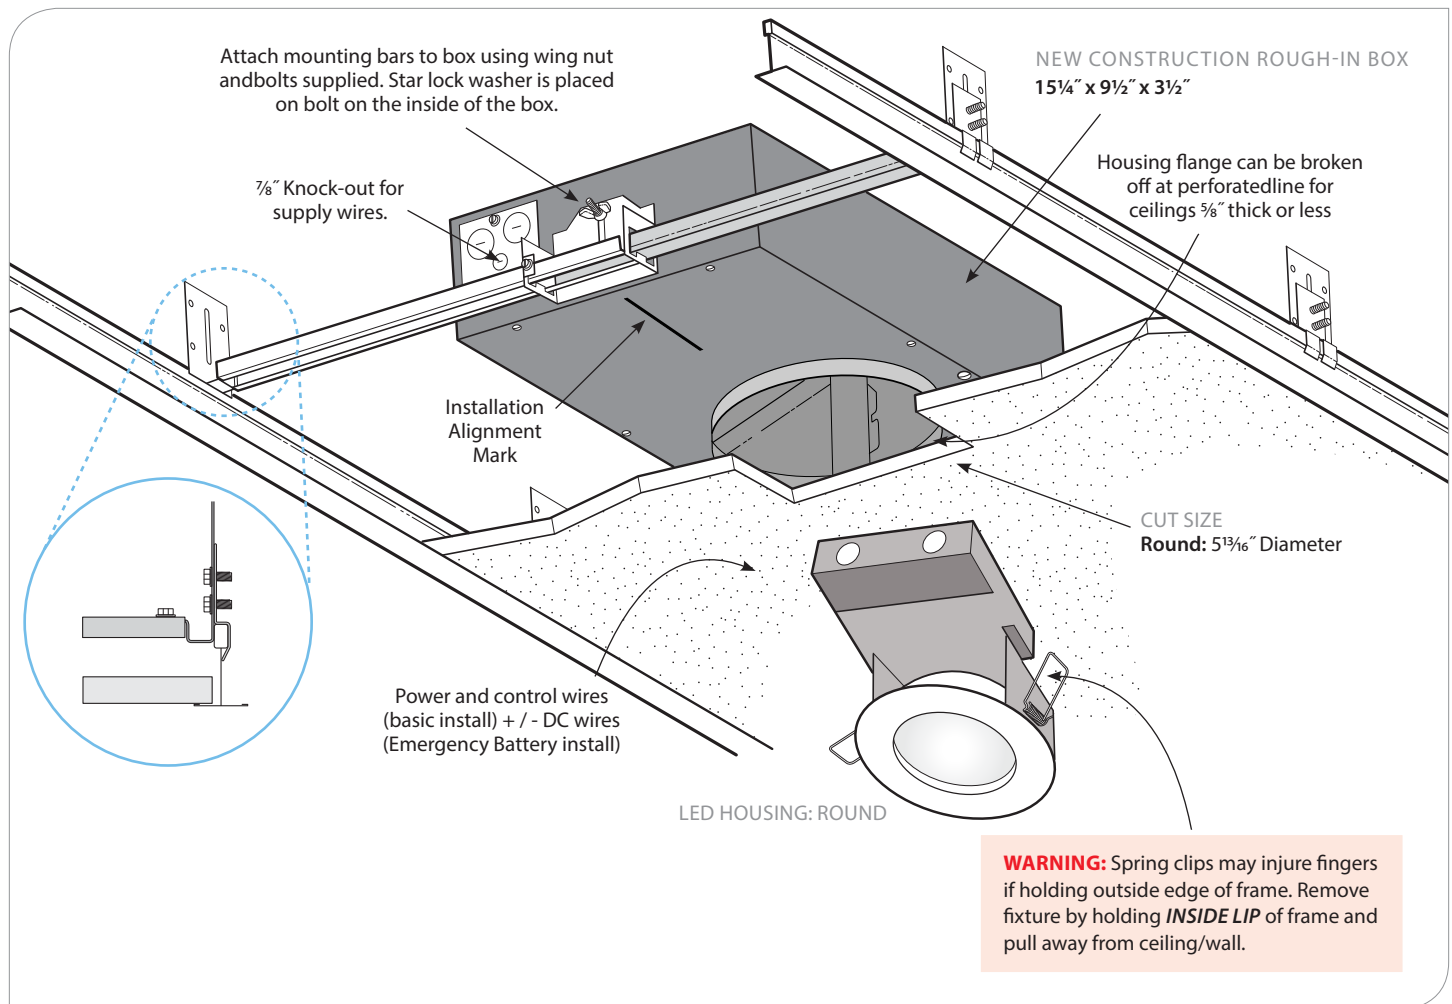 Attach mounting bars to box using wing nut
andbolts supplied. Star lock washer is placed
on bolt on the inside of the box.
NEW CONSTRUCTION ROUGH-IN BOX
15¼˝ x 9½˝ x 3½˝
Housing flange can be broken
off at perforatedline for
ceilings ⅝˝ thick or less
⅞˝ Knock-out for
supply wires.
Installation
Alignment
Mark
CUT SIZE
Round: 5¹³⁄₁₆˝ Diameter
Power and control wires
(basic install) + / - DC wires
(Emergency Battery install)
LED HOUSING: ROUND
WARNING: Spring clips may injure fingers
if holding outside edge of frame. Remove
fixture by holding INSIDE LIP of frame and
pull away from ceiling/wall.